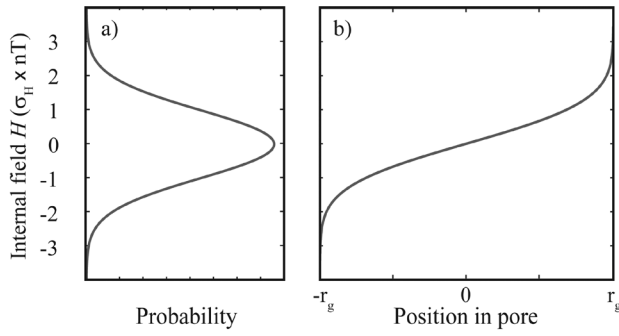 a)
b)
Internal field H (σH x nT)
3
2
1
0
-1
-2
-3
-rg
0
rg
Probability
Position in pore